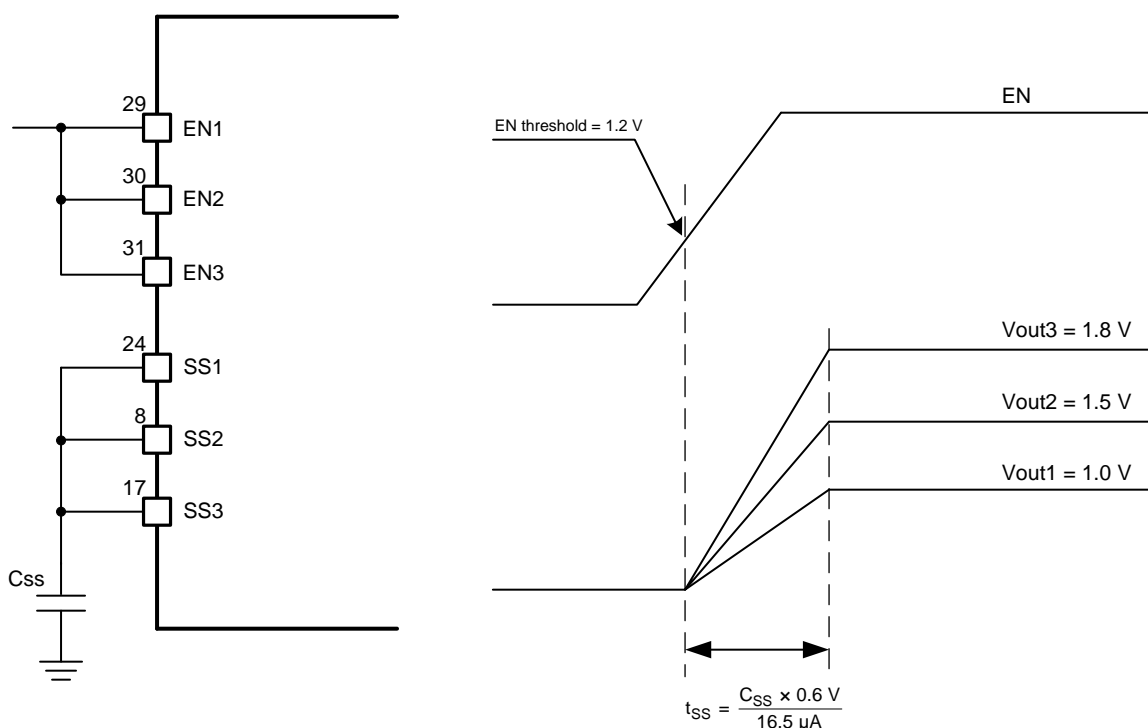 29
EN1
30
EN2
31
EN3
24
SS1
8
SS2
17
SS3
Css
EN threshold = 1.2 V
EN
Vout3 = 1.8 V
Vout2 = 1.5 V
Vout1 = 1.0 V
tSS = CSS × 0.6 V
16.5 µA